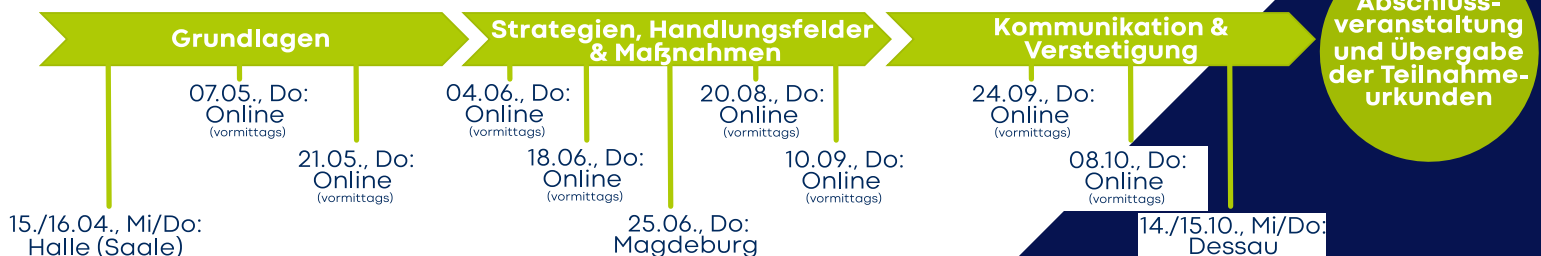 Grundlagen
Strategien, Handlungsfelder
& Maßnahmen
Kommunikation &
Verstetigung
Abschluss-
veranstaltung
und Übergabe
der Teilnahme-
urkunden
07.05., Do:
Online
(vormittags)
21.05., Do:
Online
(vormittags)
15./16.04., Mi/Do:
Halle (Saale)
04.06., Do:
Online
(vormittags)
18.06., Do:
Online
(vormittags)
25.06., Do:
Magdeburg
20.08., Do:
Online
(vormittags)
10.09., Do:
Online
(vormittags)
24.09., Do:
Online
(vormittags)
08.10., Do:
Online
(vormittags)
14./15.10., Mi/Do:
Dessau